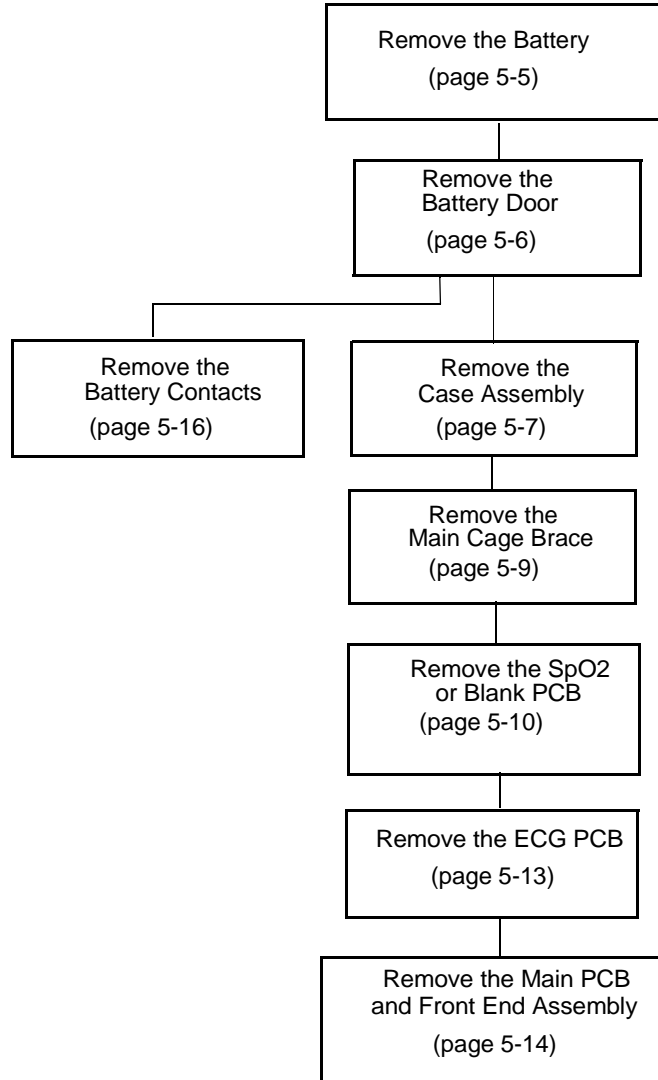 Remove the Battery
(page 5-5)
Remove the
Battery Door
(page 5-6)
Remove the
Battery Contacts
(page 5-16)
Remove the
Case Assembly
(page 5-7)
Remove the
Main Cage Brace
(page 5-9)
Remove the SpO2
or Blank PCB
(page 5-10)
Remove the ECG PCB
(page 5-13)
Remove the Main PCB
and Front End Assembly
(page 5-14)